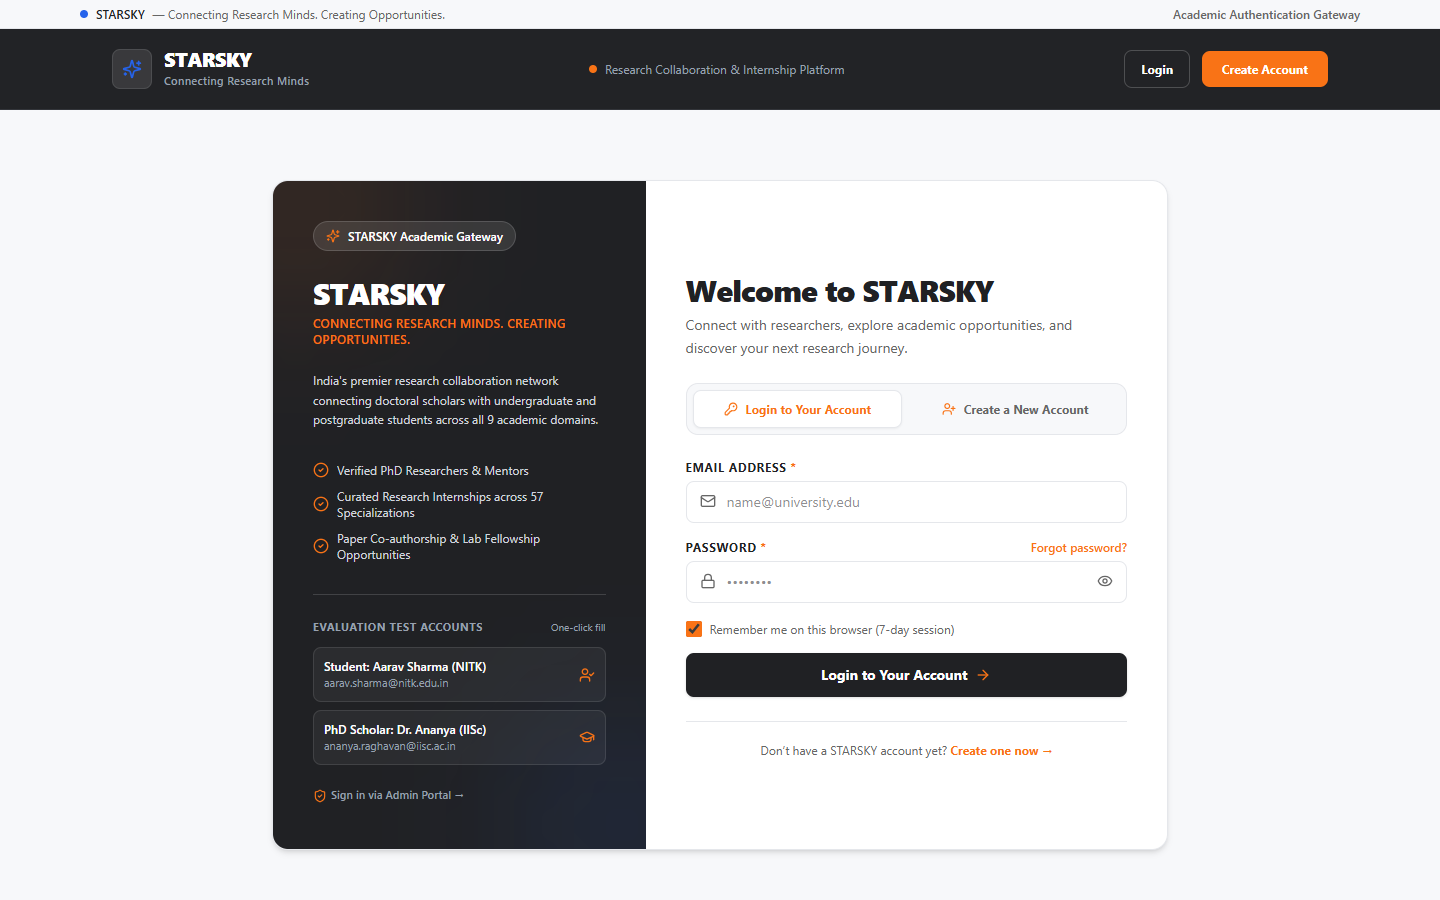 STARSKY — Connecting Research Minds. Creating Opportunities.
Academic Authentication Gateway
STARSKY
Connecting Research Minds
Research Collaboration & Internship Platform
Login
Create Account
STARSKY Academic Gateway
STARSKY
CONNECTING RESEARCH MINDS. CREATING
OPPORTUNITIES.
India's premier research collaboration network
connecting doctoral scholars with undergraduate and
postgraduate students across all 9 academic domains.
Verified PhD Researchers & Mentors
Curated Research Internships across 57
Specializations
Paper Co-authorship & Lab Fellowship
Opportunities
EVALUATION TEST ACCOUNTS
One-click fill
Student: Aarav Sharma (NITK)
aarav.sharma@nitk.edu.in
PhD Scholar: Dr. Ananya (IISc)
ananya.raghavan@iisc.ac.in
Sign in via Admin Portal →
Welcome to STARSKY
Connect with researchers, explore academic opportunities, and
discover your next research journey.
Login to Your Account
Create a New Account
EMAIL ADDRESS *
name@university.edu
PASSWORD *
Forgot password?
••••••••
Remember me on this browser (7-day session)
Login to Your Account →
Don't have a STARSKY account yet? Create one now →